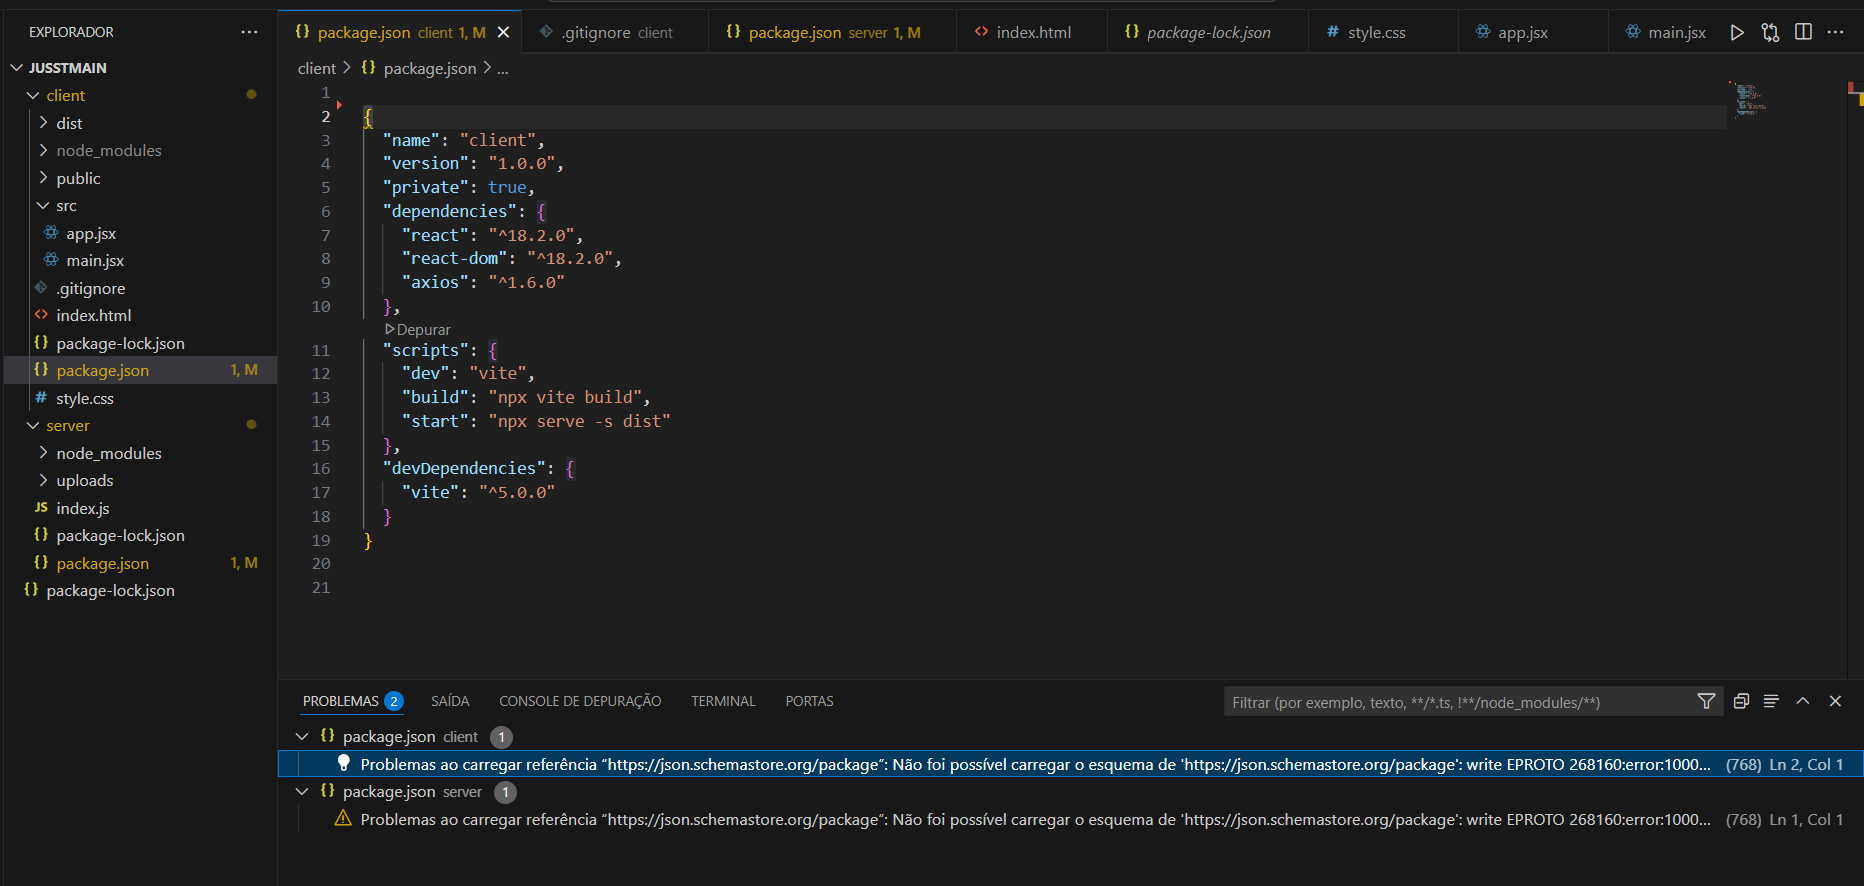 EXPLORADOR
JUSSTMAIN
client
dist
node_modules
public
src
app.jsx
main.jsx
.gitignore
index.html
package-lock.json
package.json 1, M
style.css
server
node_modules
uploads
index.js
package-lock.json
package.json 1, M
package-lock.json
package.json client 1, M
.gitignore client
package.json server 1, M
index.html
package-lock.json
style.css
app.jsx
main.jsx
client > {} package.json > ...
1
2 {
3 "name": "client",
4 "version": "1.0.0",
5 "private": true,
6 "dependencies": {
7 "react": "^18.2.0",
8 "react-dom": "^18.2.0",
9 "axios": "^1.6.0"
10 },
Depurar
11 "scripts": {
12 "dev": "vite",
13 "build": "npx vite build",
14 "start": "npx serve -s dist"
15 },
16 "devDependencies": {
17 "vite": "^5.0.0"
18 }
19 }
20
21
PROBLEMAS 2
SAÍDA
CONSOLE DE DEPURAÇÃO
TERMINAL
PORTAS
Filtrar (por exemplo, texto, **/*.ts, !**/node_modules/**)
package.json client 1
Problemas ao carregar referência “https://json.schemastore.org/package“: Não foi possível carregar o esquema de 'https://json.schemastore.org/package': write EPROTO 268160:error:1000... (768) Ln 2, Col 1
package.json server 1
Problemas ao carregar referência “https://json.schemastore.org/package“: Não foi possível carregar o esquema de 'https://json.schemastore.org/package': write EPROTO 268160:error:1000... (768) Ln 1, Col 1